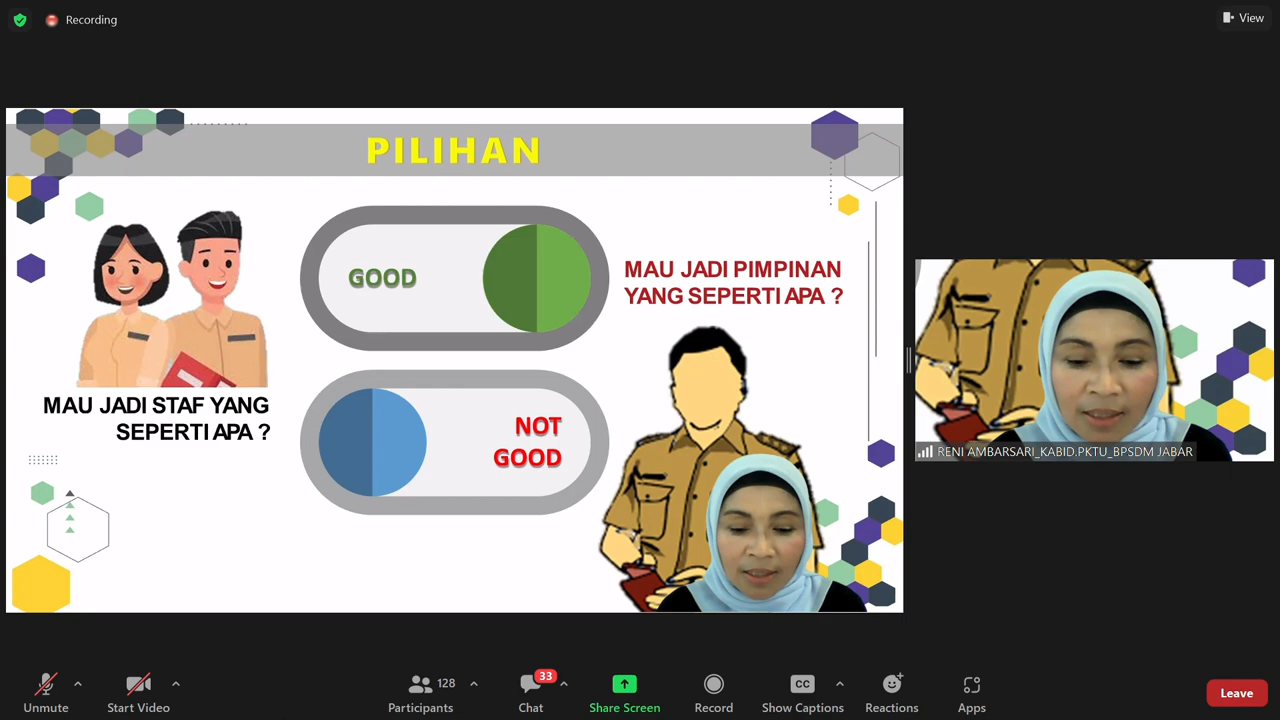 Recording
View
PILIHAN
GOOD
MAU JADI PIMPINAN
YANG SEPERTI APA ?
MAU JADI STAF YANG
SEPERTI APA ?
NOT
GOOD
RENI AMBARSARI_KABID.PKTU_BPSDM JABAR
Unmute
Start Video
128
Participants
33
Chat
Share Screen
Record
CC
Show Captions
Reactions
Apps
Leave